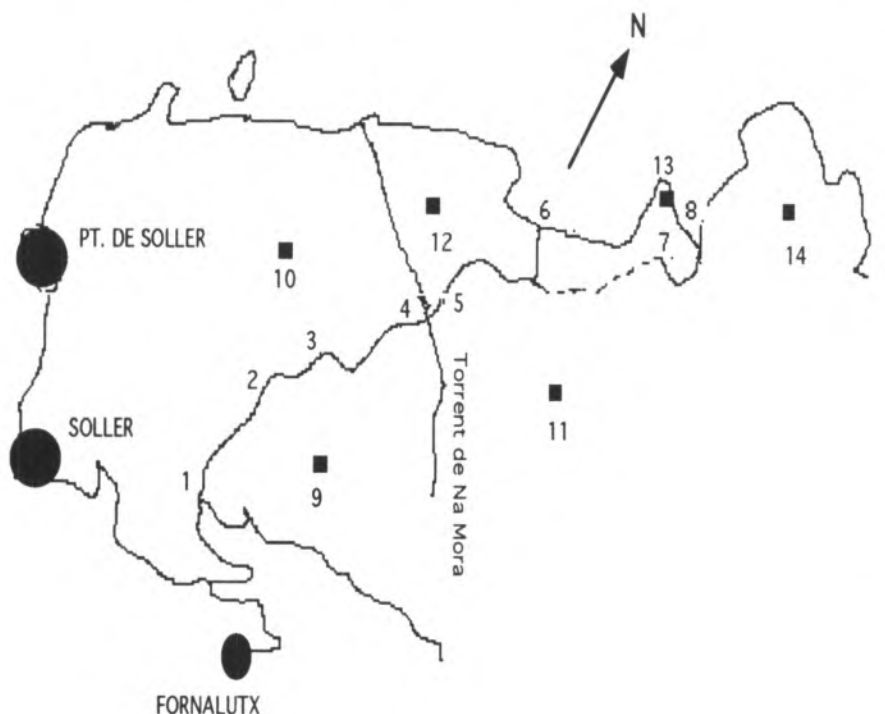 N
13
6
8
PT. DE SOLLER
12
7
14
10
4
5
3
2
11
SOLLER
Torrent de Na Mora
1
9
FORNALUTX